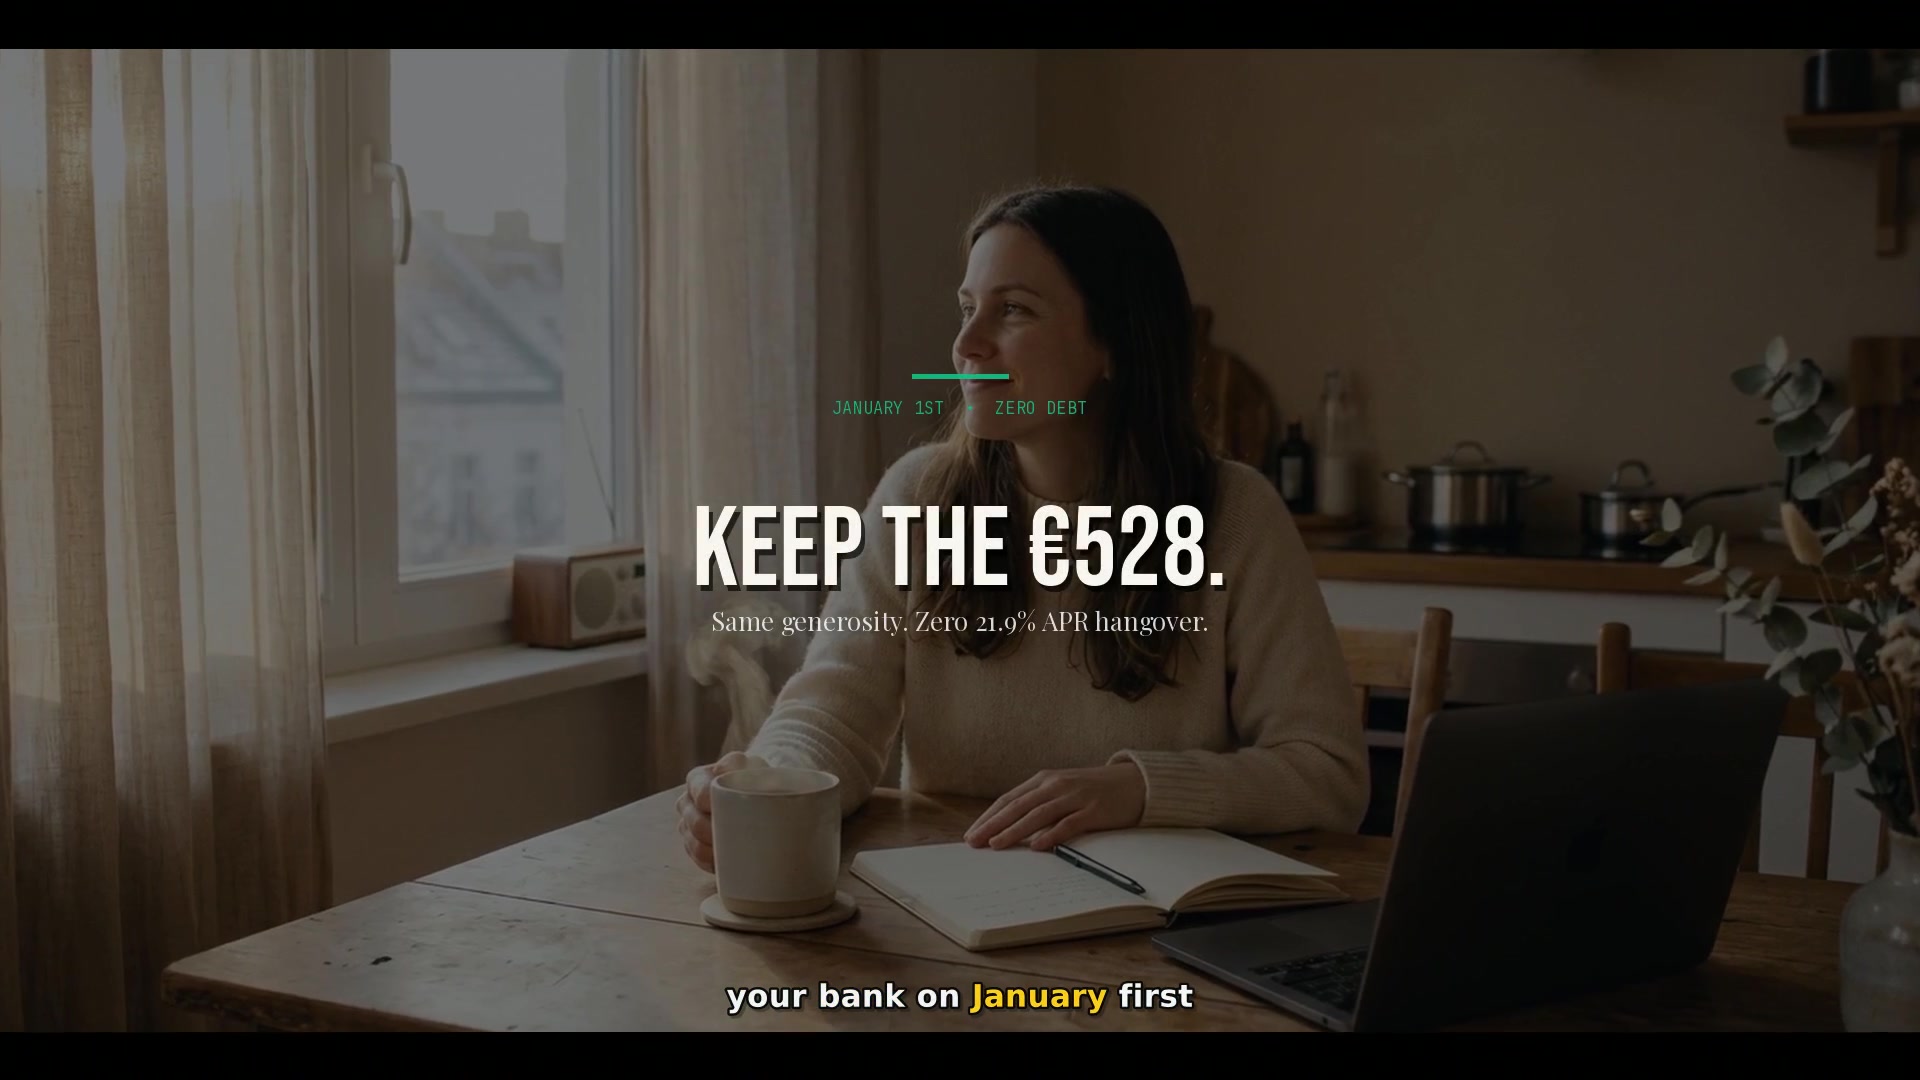 JANUARY 1ST • ZERO DEBT
KEEP THE €528.
Same generosity. Zero 21.9% APR hangover.
your bank on January first